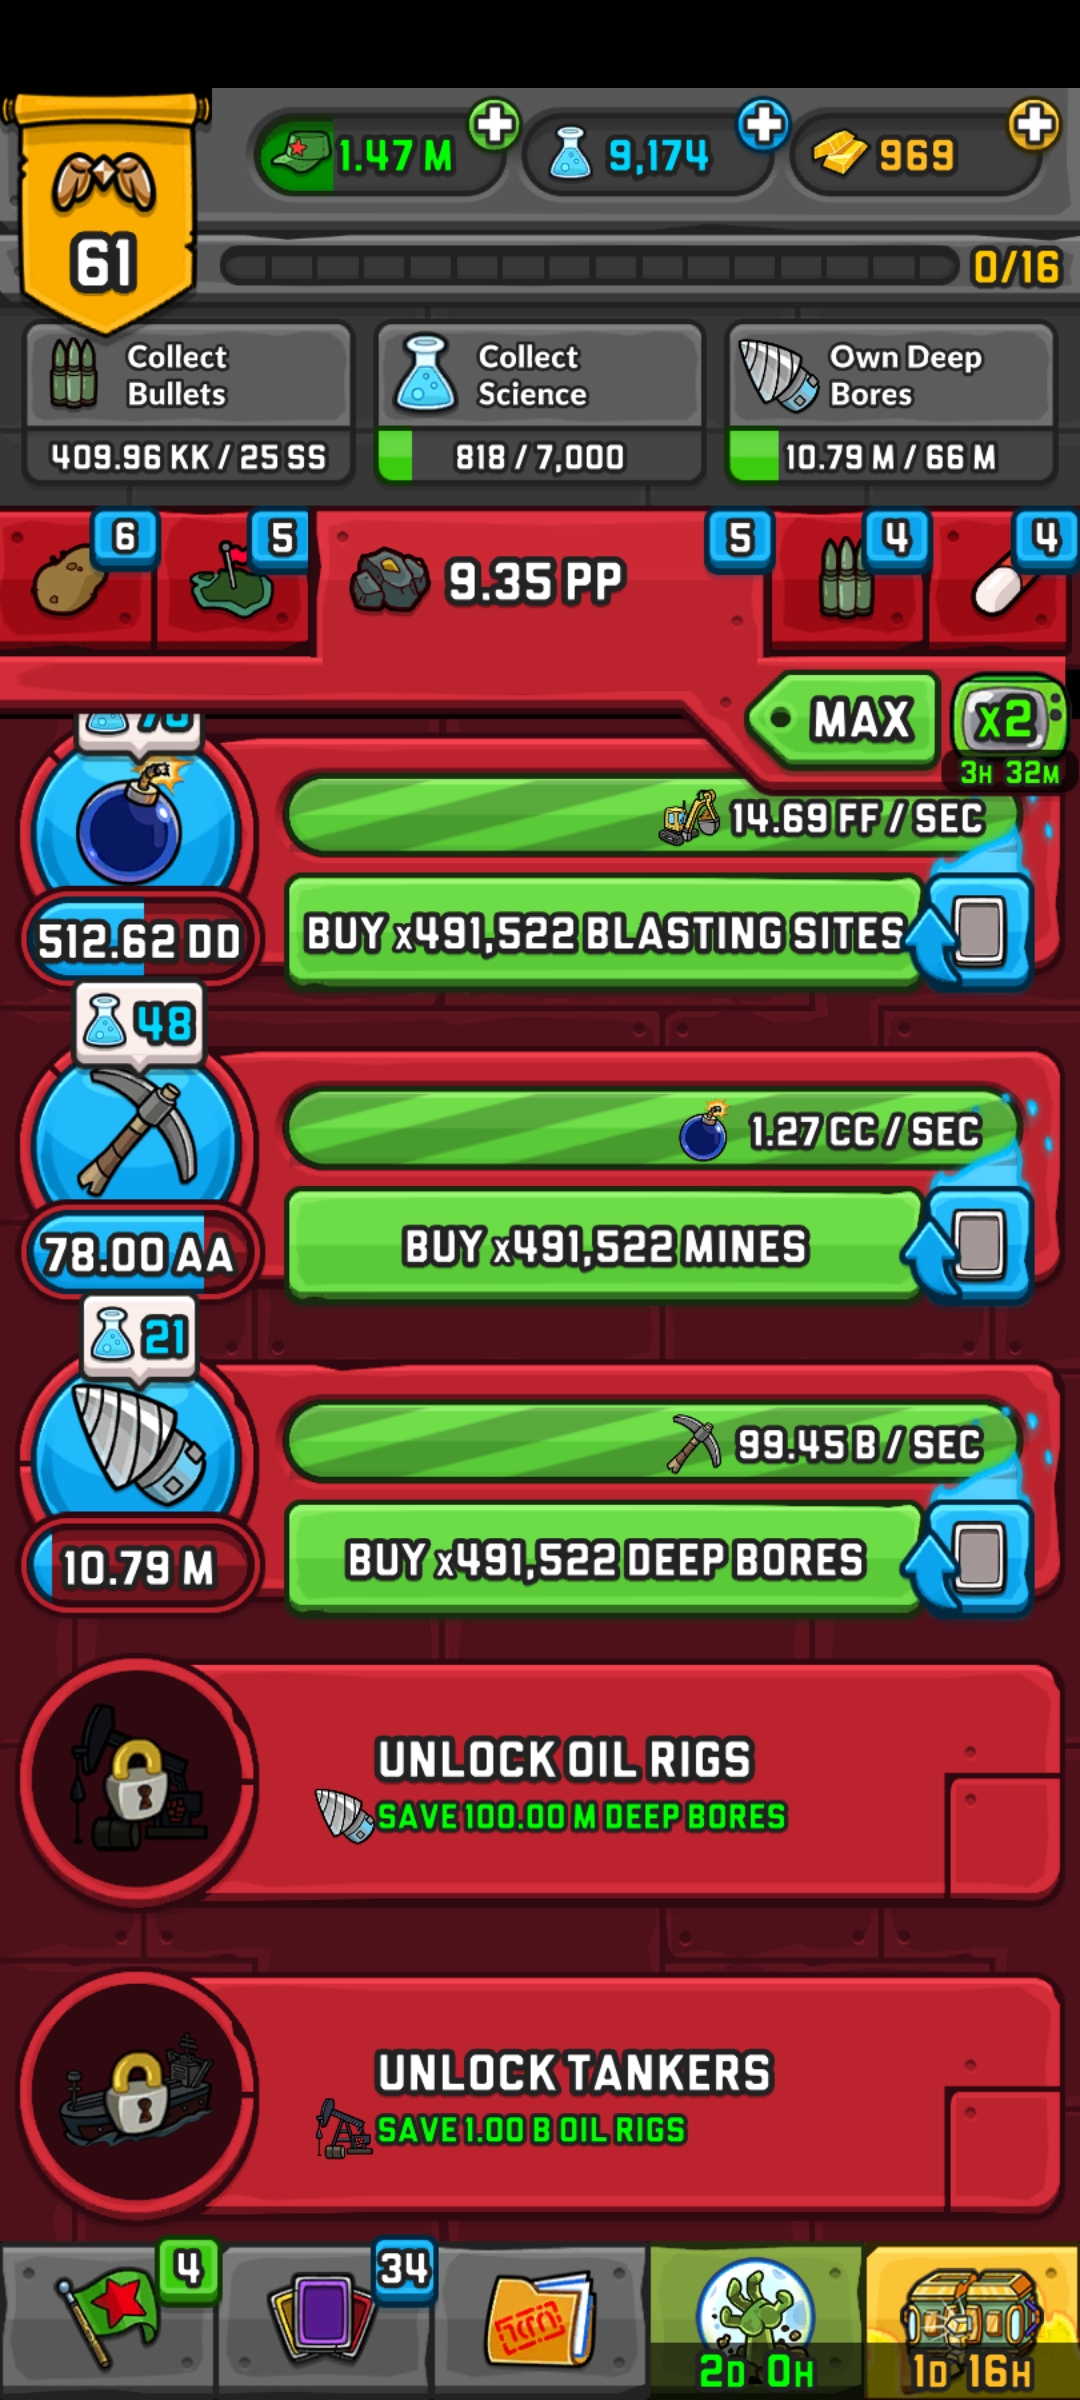 1.47 M
9,174
969
61
0/16
Collect
Bullets
409.96 KK / 25 SS
Collect
Science
818 / 7,000
Own Deep
Bores
10.79 M / 66 M
6
5
9.35 PP
5
4
4
MAX
x2
3H 32M
14.69 FF / SEC
512.62 DD
BUY x491,522 BLASTING SITES
48
1.27 CC / SEC
78.00 AA
BUY x491,522 MINES
21
99.45 B / SEC
10.79 M
BUY x491,522 DEEP BORES
UNLOCK OIL RIGS
SAVE 100.00 M DEEP BORES
UNLOCK TANKERS
SAVE 1.00 B OIL RIGS
4
34
2D 0H
1D 16H